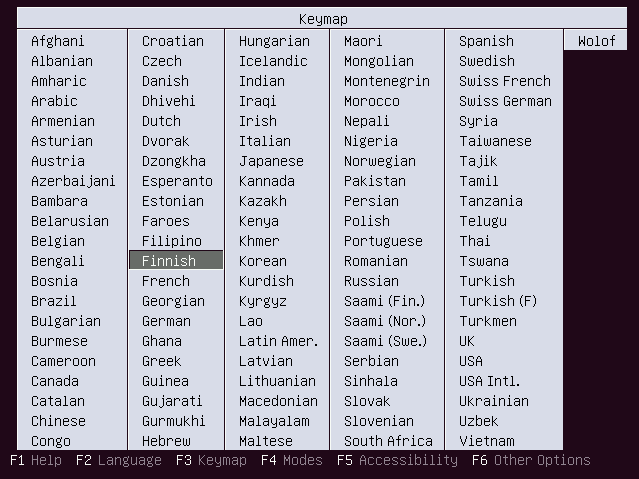 Keymap
Afghani Croatian Hungarian Maori Spanish Wolof
Albanian Czech Icelandic Mongolian Swedish
Amharic Danish Indian Montenegrin Swiss French
Arabic Dhivehi Iraqi Morocco Swiss German
Armenian Dutch Irish Nepali Syria
Asturian Dvorak Italian Nigeria Taiwanese
Austria Dzongkha Japanese Norwegian Tajik
Azerbaijani Esperanto Kannada Pakistan Tamil
Bambara Estonian Kazakh Persian Tanzania
Belarusian Faroes Kenya Polish Telugu
Belgian Filipino Khmer Portuguese Thai
Bengali Finnish Korean Romanian Tswana
Bosnia French Kurdish Russian Turkish
Brazil Georgian Kyrgyz Saami (Fin.) Turkish (F)
Bulgarian German Lao Saami (Nor.) Turkmen
Burmese Ghana Latin Amer. Saami (Swe.) UK
Cameroon Greek Latvian Serbian USA
Canada Guinea Lithuanian Sinhala USA Intl.
Catalan Gujarati Macedonian Slovak Ukrainian
Chinese Gurmukhi Malayalam Slovenian Uzbek
Congo Hebrew Maltese South Africa Vietnam
F1 Help F2 Language F3 Keymap F4 Modes F5 Accessibility F6 Other Options